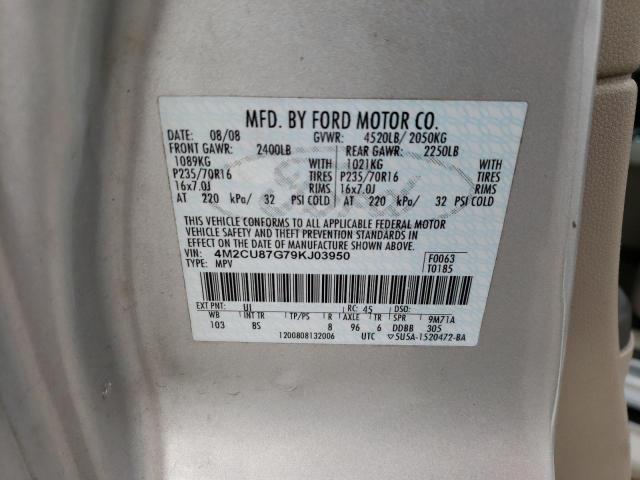 MFD. BY FORD MOTOR CO.
DATE: 08/08 GVWR: 4520LB/ 2050KG
FRONT GAWR: 2400LB REAR GAWR: 2250LB
1089KG WITH 1021KG WITH
P235/70R16 TIRES P235/70R16 TIRES
16x7.0J RIMS 16x7.0J RIMS
AT 220 kPa/ 32 PSI COLD AT 220 kPa/ 32 PSI COLD
THIS VEHICLE CONFORMS TO ALL APPLICABLE FEDERAL MOTOR
VEHICLE SAFETY AND THEFT PREVENTION STANDARDS IN
EFFECT ON THE DATE OF MANUFACTURE SHOWN ABOVE.
VIN: 4M2CU87G79KJ03950 F0063
TYPE: MPV T0185
EXT PNT: UI RC: 45 DSO:
WB INT TR TP/PS R AXLE TR SPR 9M71A
103 BS 8 96 6 DDBB 305
1200808132006 UTC ▽5U5A-1520472-BA